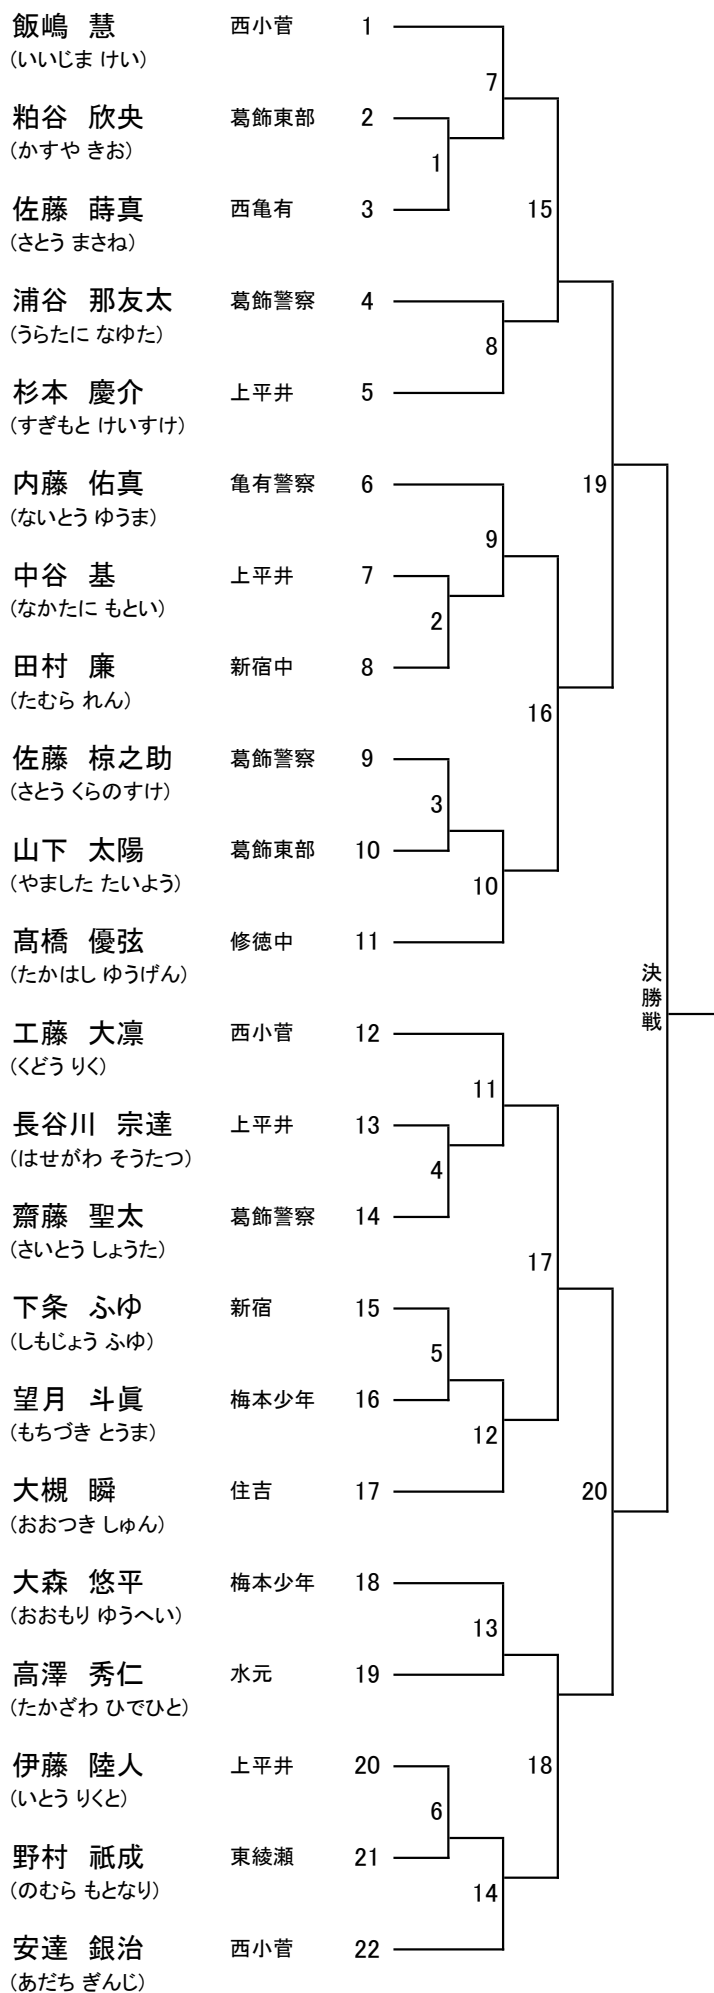 飯嶋 慧 西小菅 1
(いいじま けい)
7
粕谷 欣央 葛飾東部 2
(かすや きお)
1
佐藤 蒔真 西亀有 3 15
(さとう まさね)
浦谷 那友太 葛飾警察 4
(うらたに なゆた)
8
杉本 慶介 上平井 5
(すぎもと けいすけ)
内藤 佑真 亀有警察 6 19
(ないとう ゆうま)
9
中谷 基 上平井 7
(なかたに もとい)
2
田村 廉 新宿中 8
(たむら れん)
16
佐藤 椋之助 葛飾警察 9
(さとう くらのすけ)
3
山下 太陽 葛飾東部 10
(やました たいよう)
10
髙橋 優弦 修徳中 11
(たかはし ゆうげん)
決勝戦
工藤 大凛 西小菅 12
(くどう りく)
11
長谷川 宗達 上平井 13
(はせがわ そうたつ)
4
齋藤 聖太 葛飾警察 14
(さいとう しょうた)
17
下条 ふゆ 新宿 15
(しもじょう ふゆ)
5
望月 斗眞 梅本少年 16
(もちづき とうま)
12
大槻 瞬 住吉 17 20
(おおつき しゅん)
大森 悠平 梅本少年 18
(おおもり ゆうへい)
13
高澤 秀仁 水元 19
(たかざわ ひでひと)
伊藤 陸人 上平井 20 18
(いとう りくと)
6
野村 祇成 東綾瀬 21
(のむら もとなり)
14
安達 銀治 西小菅 22
(あだち ぎんじ)